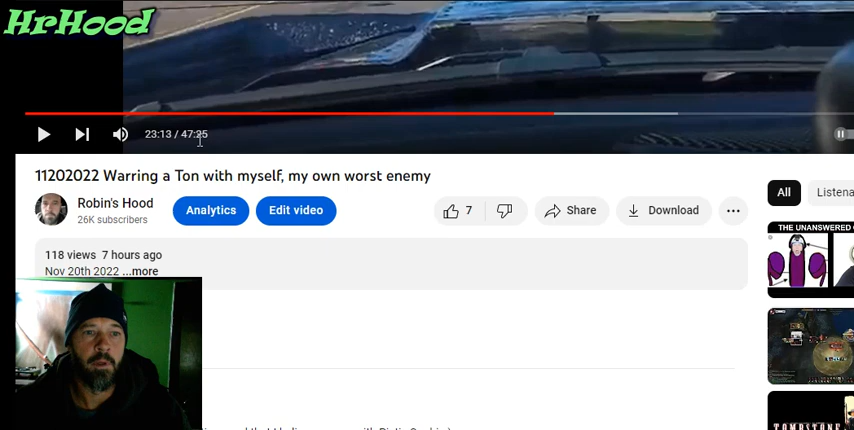 HrHood
23:13 / 47:25
11202022 Warring a Ton with myself, my own worst enemy
Robin's Hood
26K subscribers
Analytics
Edit video
7
Share
Download
All
Listena
118 views 7 hours ago
Nov 20th 2022 ...more
THE UNANSWERED
TOMBSTONE